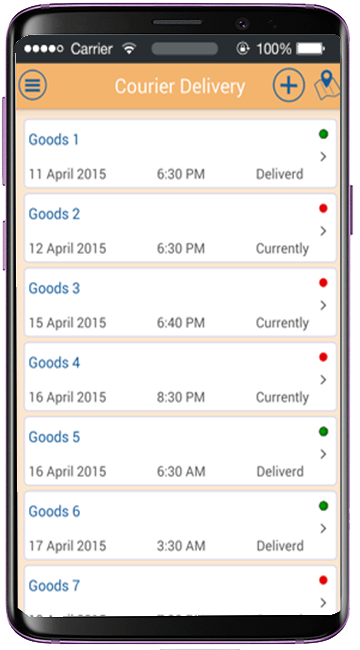 Carrier 100%
Courier Delivery
Goods 1
11 April 2015 6:30 PM Deliverd
Goods 2
12 April 2015 6:30 PM Currently
Goods 3
15 April 2015 6:40 PM Currently
Goods 4
16 April 2015 8:30 PM Currently
Goods 5
16 April 2015 6:30 AM Deliverd
Goods 6
17 April 2015 3:30 AM Deliverd
Goods 7